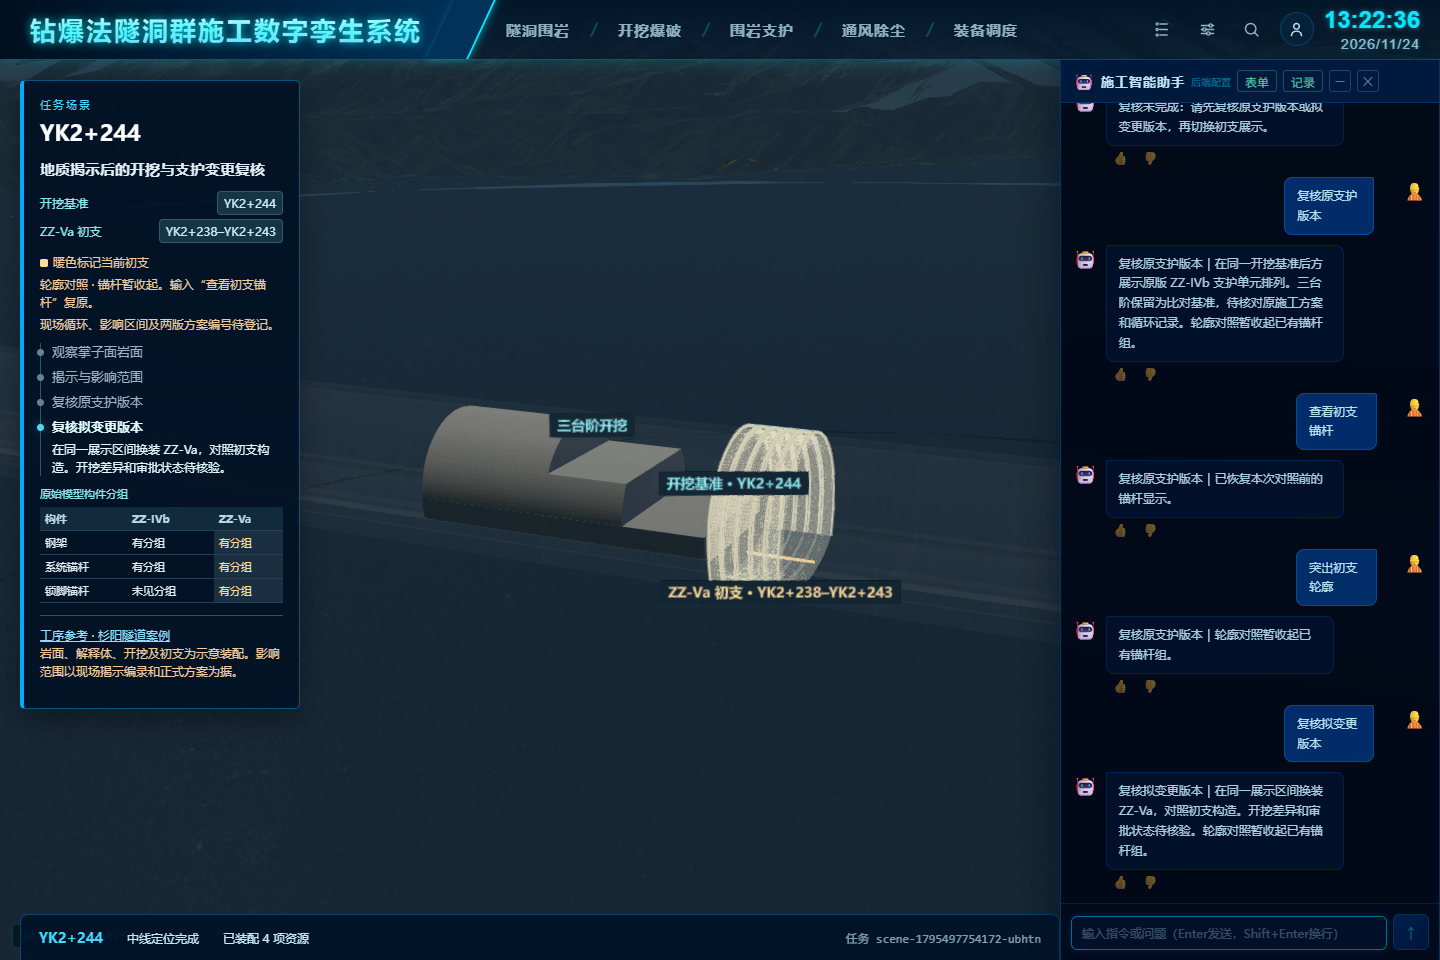 钻爆法隧洞群施工数字孪生系统
隧洞围岩 / 开挖爆破 / 围岩支护 / 通风除尘 / 装备调度
13:22:36
2026/11/24
任务场景
YK2+244
地质揭示后的开挖与支护变更复核
开挖基准 YK2+244
ZZ-Va 初支 YK2+238–YK2+243
暖色标记当前初支
轮廓对照 · 锚杆暂收起。输入“查看初支锚
杆”复原。
现场循环、影响区间及两版方案编号待登记。
观察掌子面岩面
揭示与影响范围
复核原支护版本
复核拟变更版本
在同一展示区间换装 ZZ-Va，对照初支构
造。开挖差异和审批状态待核验。
原始模型构件分组
构件 ZZ-IVb ZZ-Va
钢架 有分组 有分组
系统锚杆 有分组 有分组
锁脚锚杆 未见分组 有分组
工序参考 · 杉阳隧道案例
岩面、解释体、开挖及初支为示意装配。影响
范围以现场揭示编录和正式方案为据。
三台阶开挖
开挖基准 • YK2+244
ZZ-Va 初支 • YK2+238–YK2+243
YK2+244 中线定位完成 已装配 4 项资源
任务 scene-1795497754172-ubhtn
施工智能助手 后端配置 表单 记录
复核未完成：请先复核原支护版本或拟
变更版本，再切换初支展示。
复核原支护
版本
复核原支护版本 | 在同一开挖基准后方
展示原版 ZZ-IVb 支护单元排列。三台
阶保留为比对基准，待核对原施工方案
和循环记录。轮廓对照暂收起已有锚杆
组。
查看初支
锚杆
复核原支护版本 | 已恢复本次对照前的
锚杆显示。
突出初支
轮廓
复核原支护版本 | 轮廓对照暂收起已
有锚杆组。
复核拟变更
版本
复核拟变更版本 | 在同一展示区间换装
ZZ-Va，对照初支构造。开挖差异和审
批状态待核验。轮廓对照暂收起已有锚
杆组。
输入指令或问题（Enter发送，Shift+Enter换行）